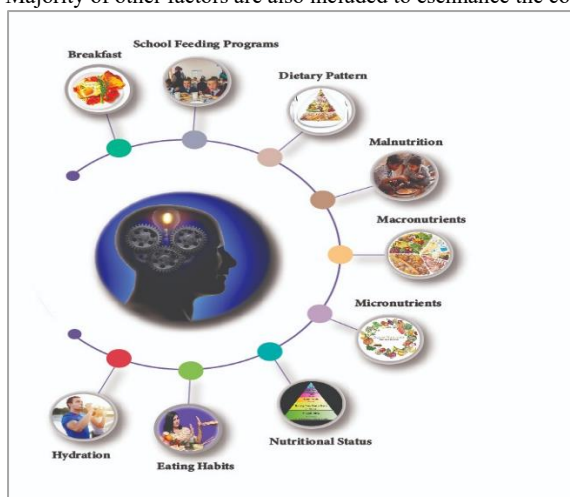 Majority of other factors are also included to
School Feeding Programs
Breakfast
Dietary Pattern
Malnutrition
Macronutrients
Micronutrients
Nutritional Status
Eating Habits
Hydration